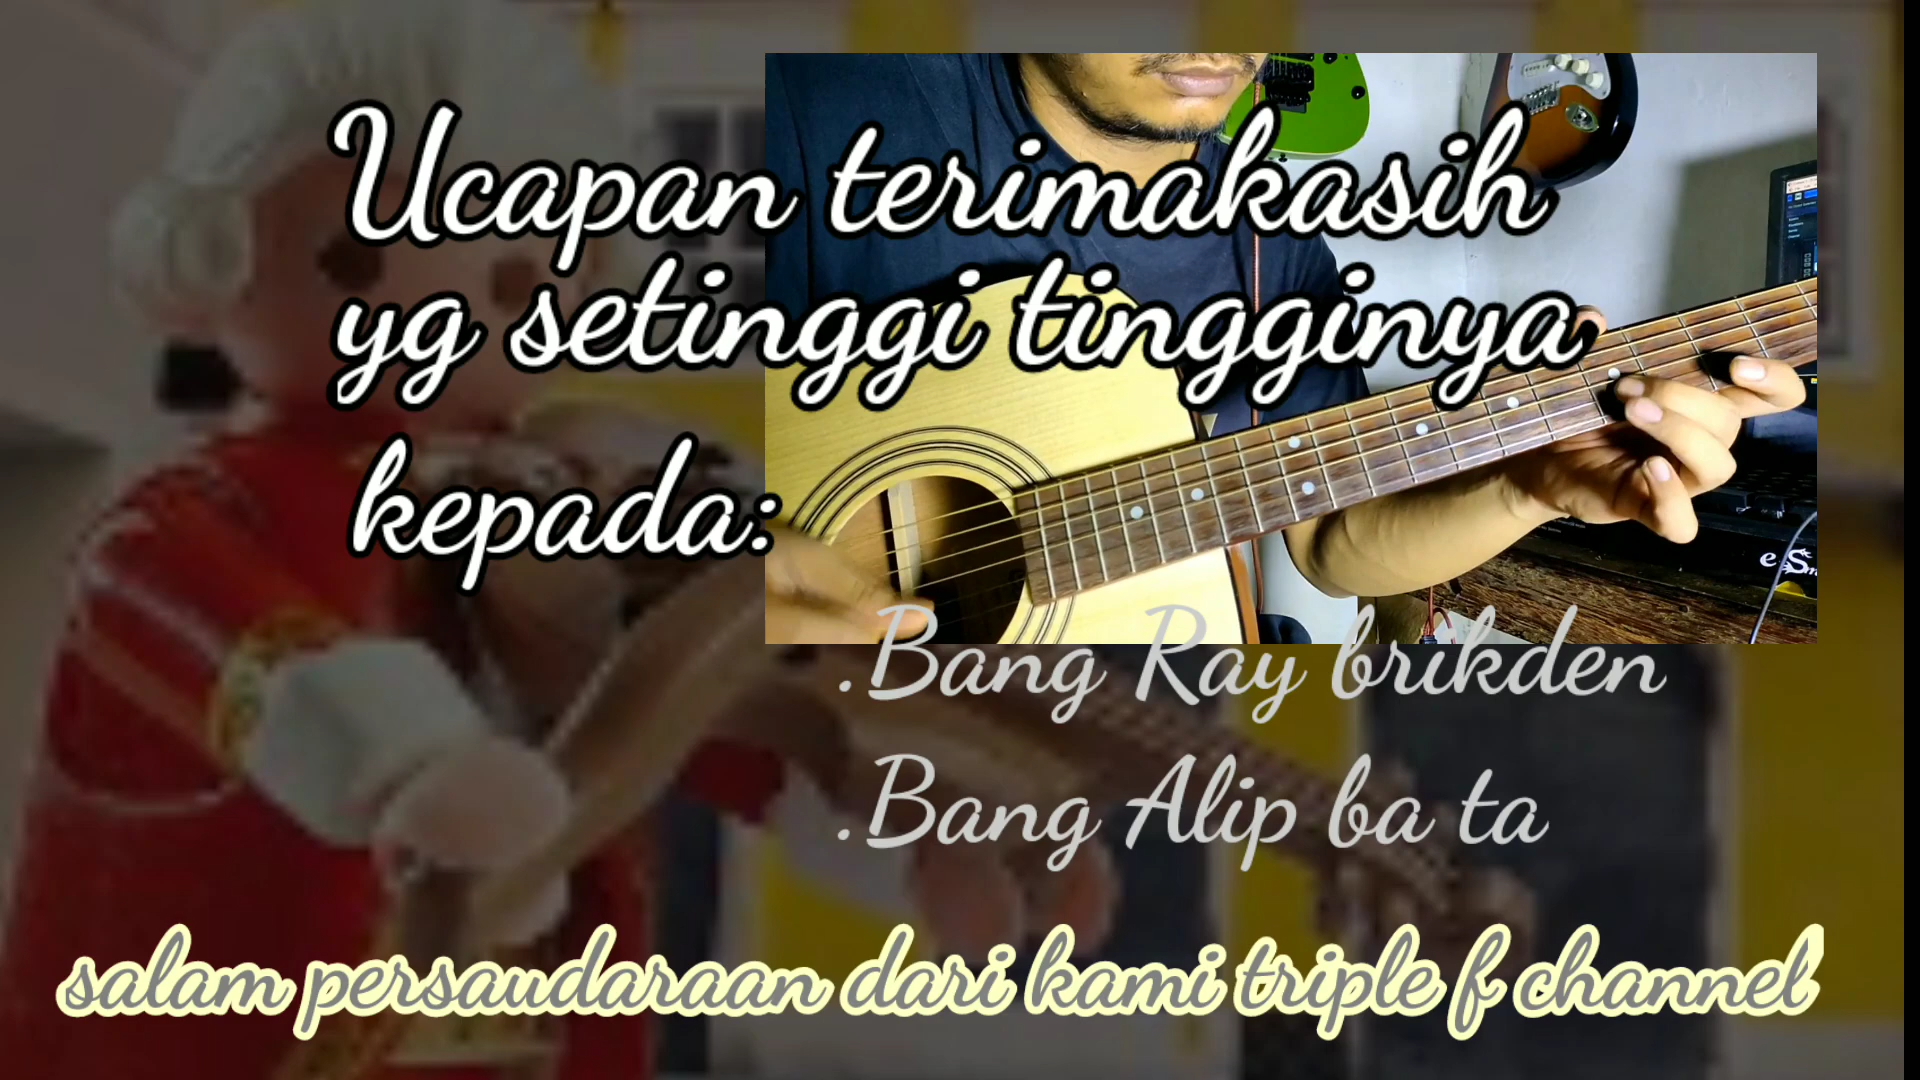 Ucapan terimakasih
yg setinggi tingginya
kepada:
.Bang Ray brikden
.Bang Alip ba ta
salam persaudaraan dari kami triple f channel